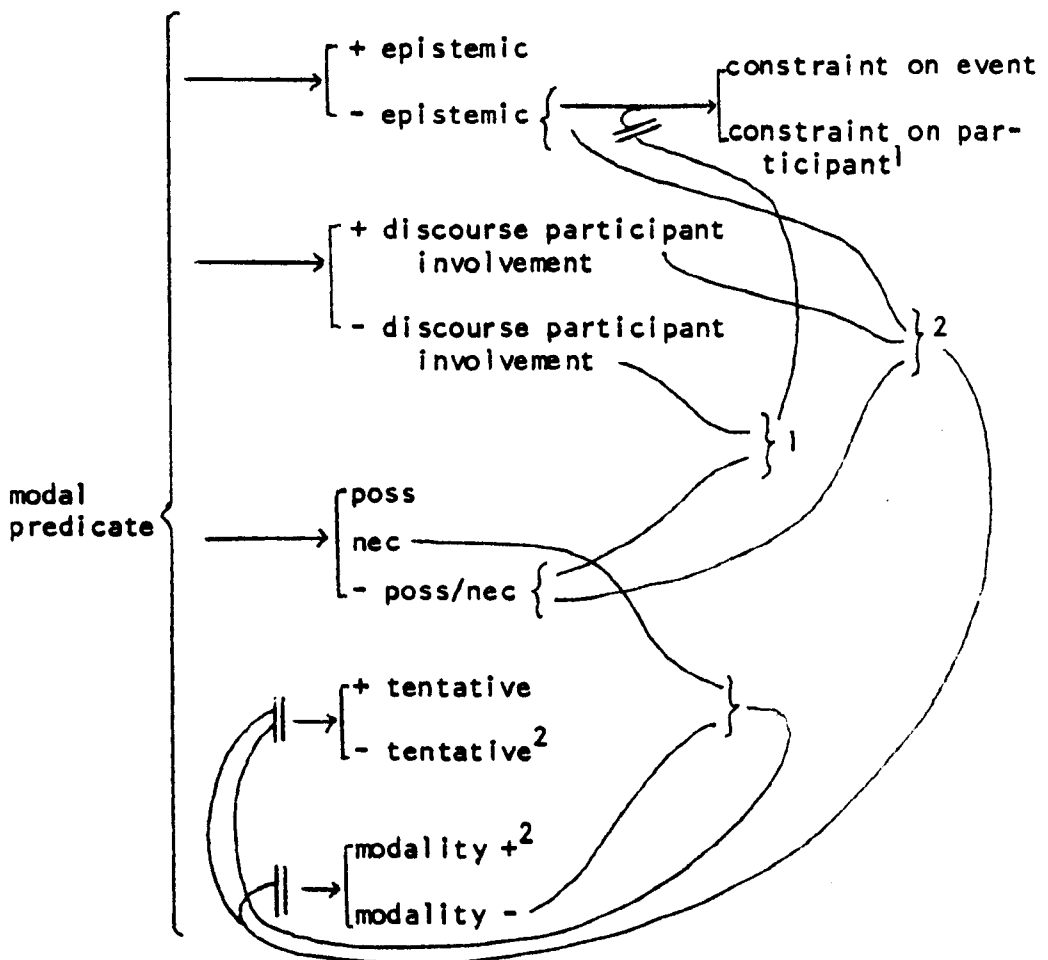 + epistemic
constraint on event
- epistemic
constraint on par-
ticipant1
+ discourse participant
involvement
- discourse participant
involvement
2
1
modal
predicate
poss
nec
- poss/nec
+ tentative
- tentative2
modality +2
modality -